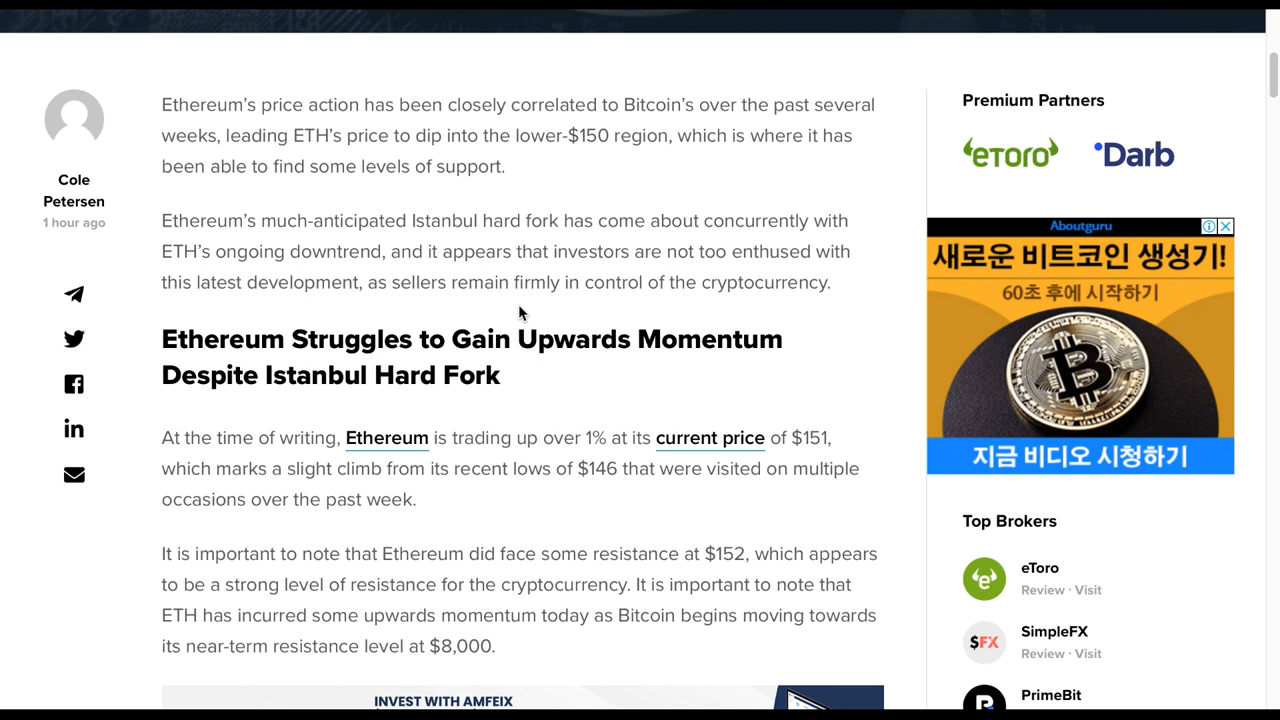 Cole
Petersen
1 hour ago
Ethereum’s price action has been closely correlated to Bitcoin’s over the past several
weeks, leading ETH’s price to dip into the lower-$150 region, which is where it has
been able to find some levels of support.
Ethereum’s much-anticipated Istanbul hard fork has come about concurrently with
ETH’s ongoing downtrend, and it appears that investors are not too enthused with
this latest development, as sellers remain firmly in control of the cryptocurrency.
Ethereum Struggles to Gain Upwards Momentum
Despite Istanbul Hard Fork
At the time of writing, Ethereum is trading up over 1% at its current price of $151,
which marks a slight climb from its recent lows of $146 that were visited on multiple
occasions over the past week.
It is important to note that Ethereum did face some resistance at $152, which appears
to be a strong level of resistance for the cryptocurrency. It is important to note that
ETH has incurred some upwards momentum today as Bitcoin begins moving towards
its near-term resistance level at $8,000.
INVEST WITH AMFEIX
Premium Partners
eToro Darb
Aboutguru
새로운 비트코인 생성기!
60초 후에 시작하기
지금 비디오 시청하기
Top Brokers
eToro
Review · Visit
$FX
SimpleFX
Review · Visit
PrimeBit